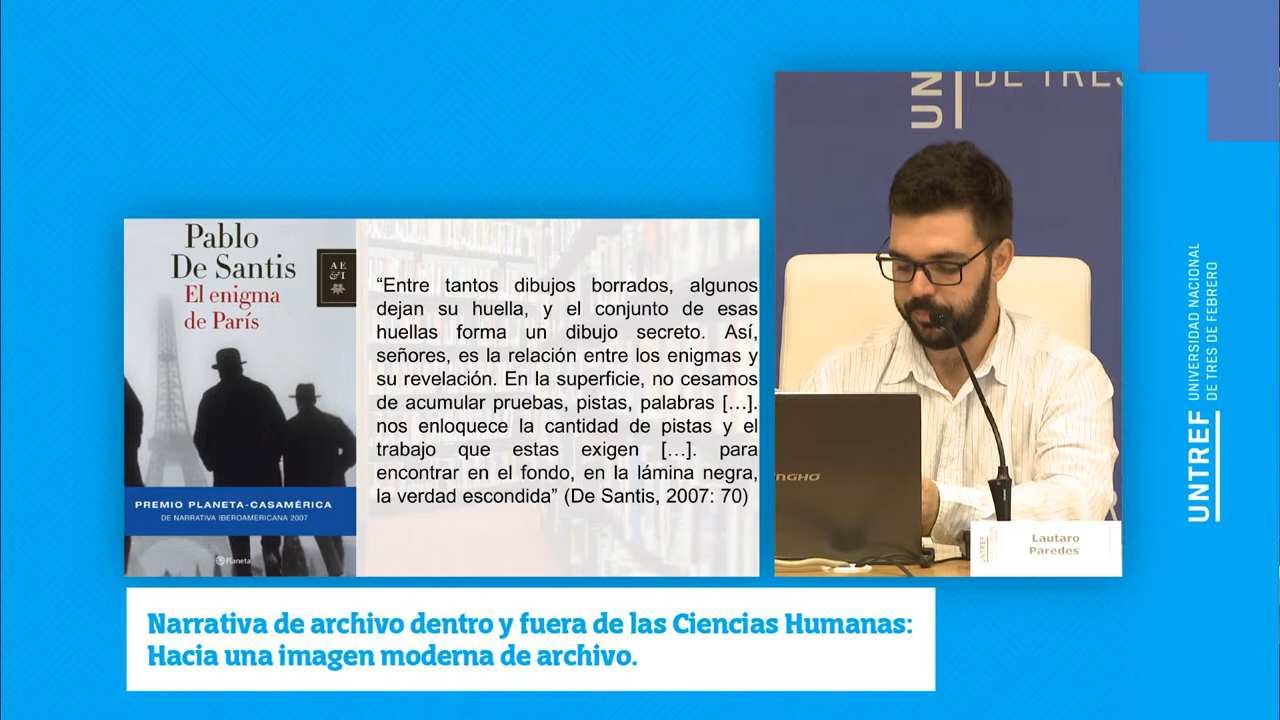 Pablo
De Santis
El enigma
de París
A E
& I
PREMIO PLANETA-CASAMÉRICA
DE NARRATIVA IBEROAMERICANA 2007
Planeta
“Entre tantos dibujos borrados, algunos
dejan su huella, y el conjunto de esas
huellas forma un dibujo secreto. Así,
señores, es la relación entre los enigmas y
su revelación. En la superficie, no cesamos
de acumular pruebas, pistas, palabras […].
nos enloquece la cantidad de pistas y el
trabajo que estas exigen […]. para
encontrar en el fondo, en la lámina negra,
la verdad escondida” (De Santis, 2007: 70)
UN
DE TRES
NGHO
UNTREF
Lautaro
Paredes
Narrativa de archivo dentro y fuera de las Ciencias Humanas:
Hacia una imagen moderna de archivo.
UNTREF
UNIVERSIDAD NACIONAL
DE TRES DE FEBRERO